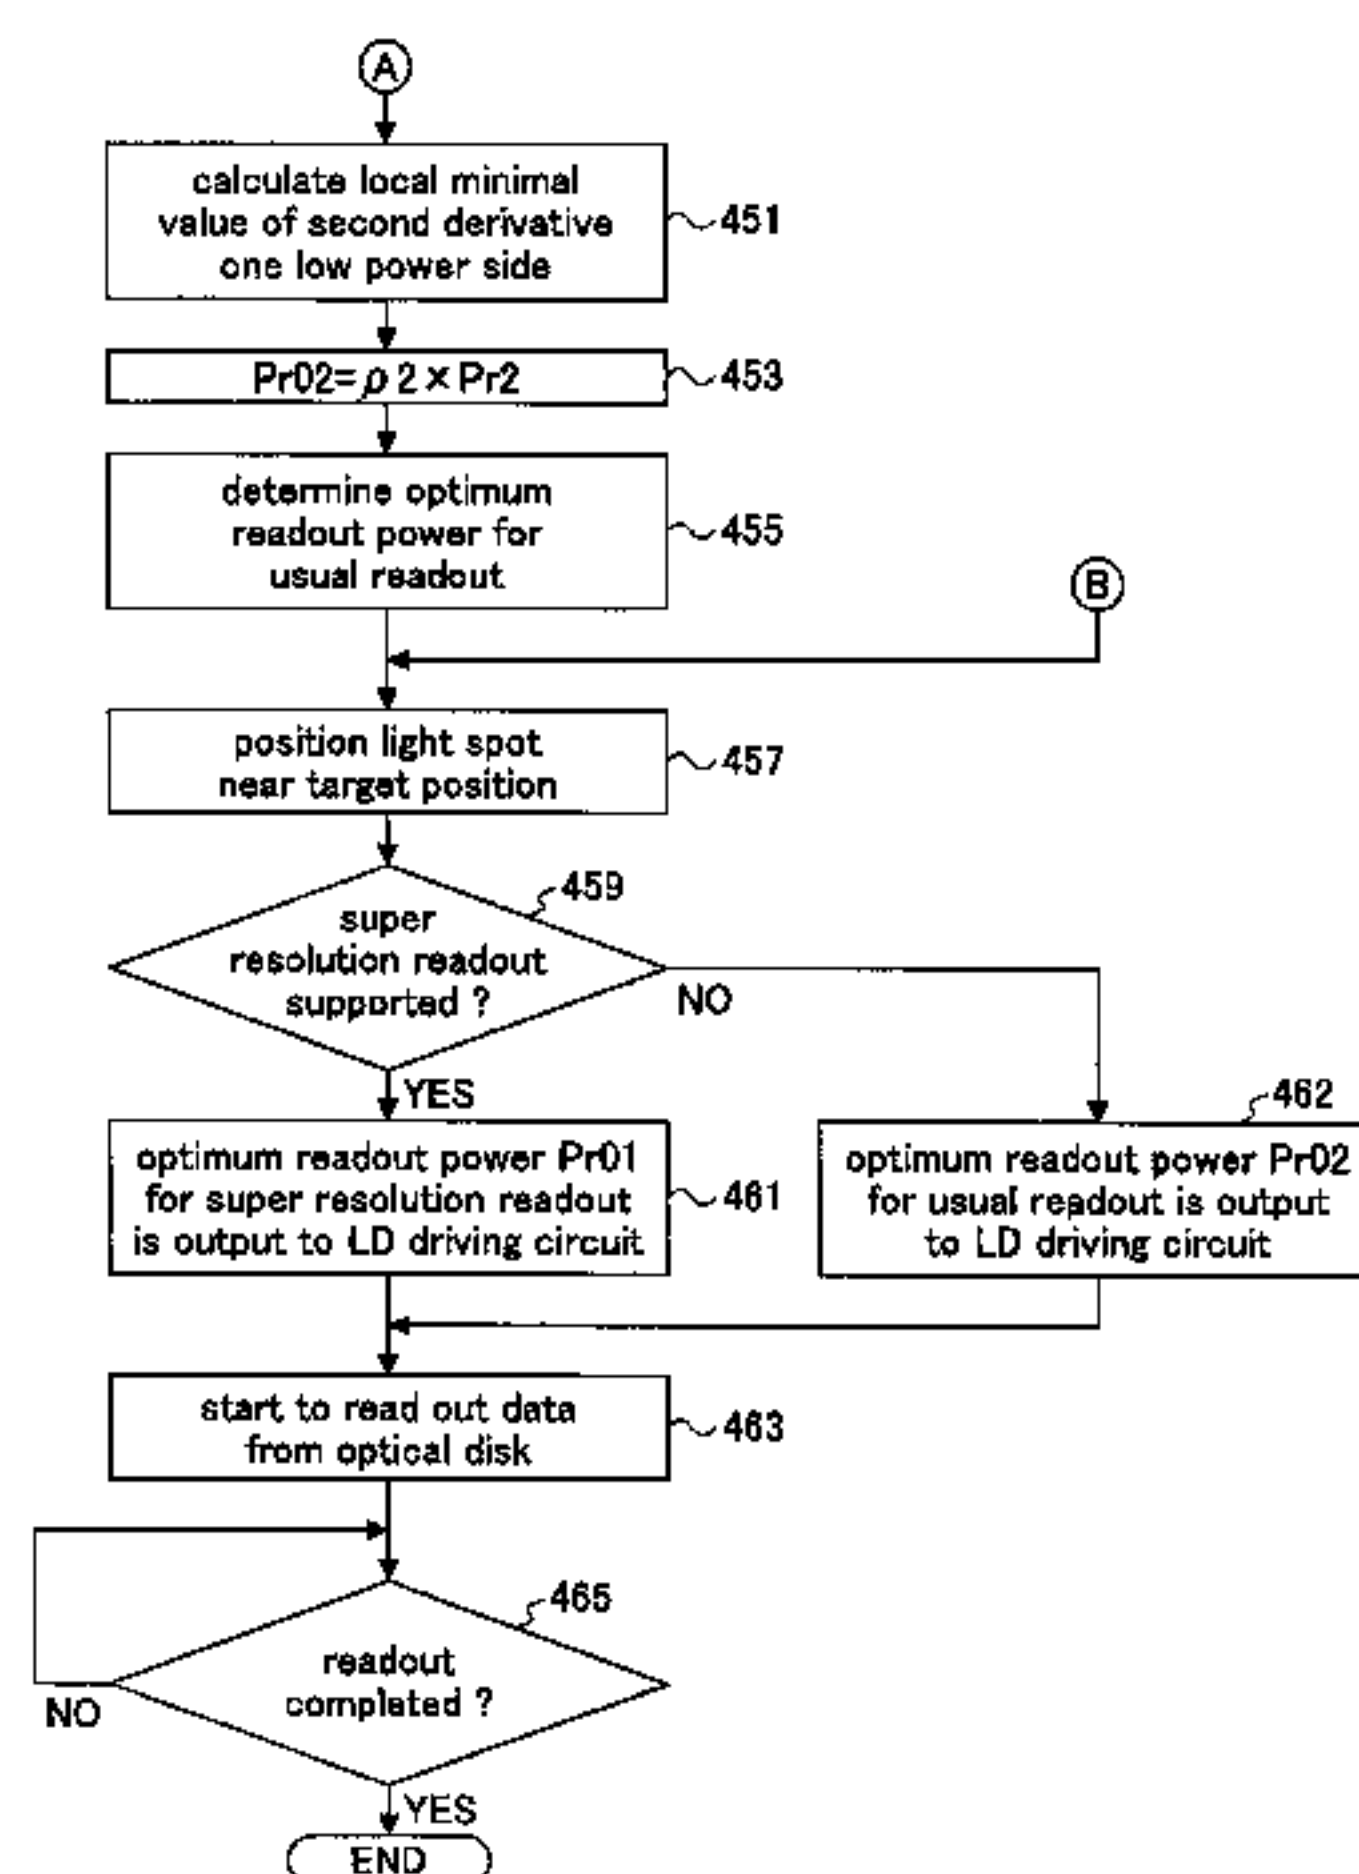 A
calculate local minimal
value of second derivative
one low power side
451
Pr02=ρ2×Pr2
453
determine optimum
readout power for
usual readout
455
B
position light spot
near target position
457
459
super
resolution readout
supported ?
NO
YES
optimum readout power Pr01
for super resolution readout
is output to LD driving circuit
461
462
optimum readout power Pr02
for usual readout is output
to LD driving circuit
start to read out data
from optical disk
463
465
readout
completed ?
NO
YES
END